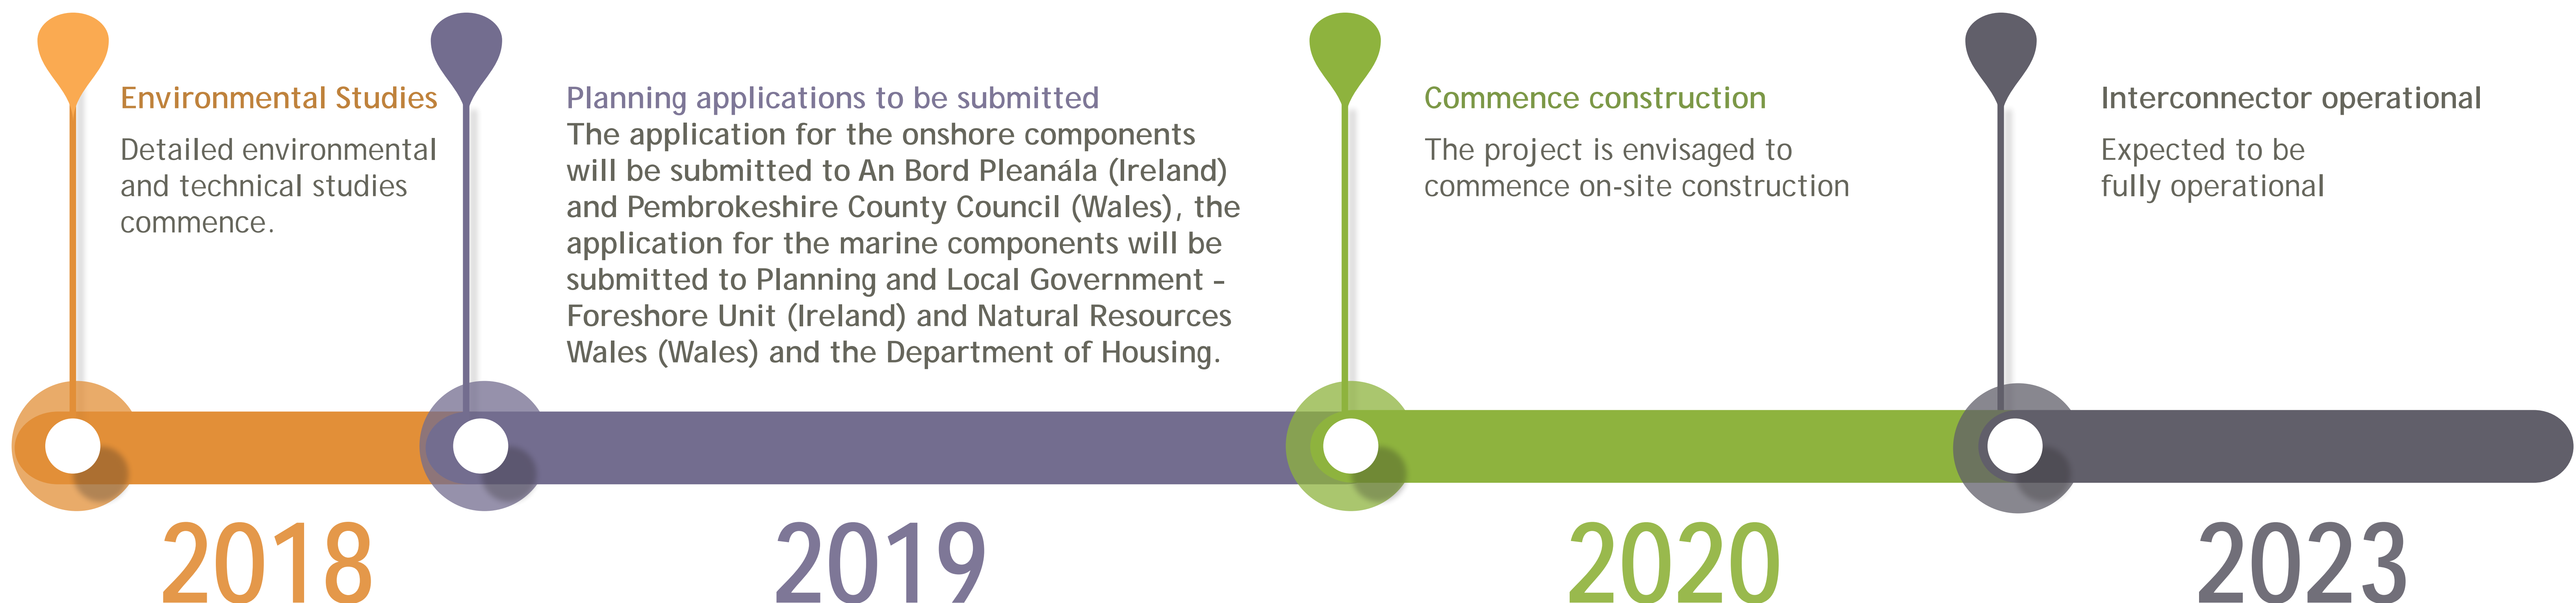 Environmental Studies
Detailed environmental
and technical studies
commence.
Planning applications to be submitted
The application for the onshore components
will be submitted to An Bord Pleanála (Ireland)
and Pembrokeshire County Council (Wales), the
application for the marine components will be
submitted to Planning and Local Government –
Foreshore Unit (Ireland) and Natural Resources
Wales (Wales) and the Department of Housing.
Commence construction
The project is envisaged to
commence on-site construction
Interconnector operational
Expected to be
fully operational
2018
2019
2020
2023